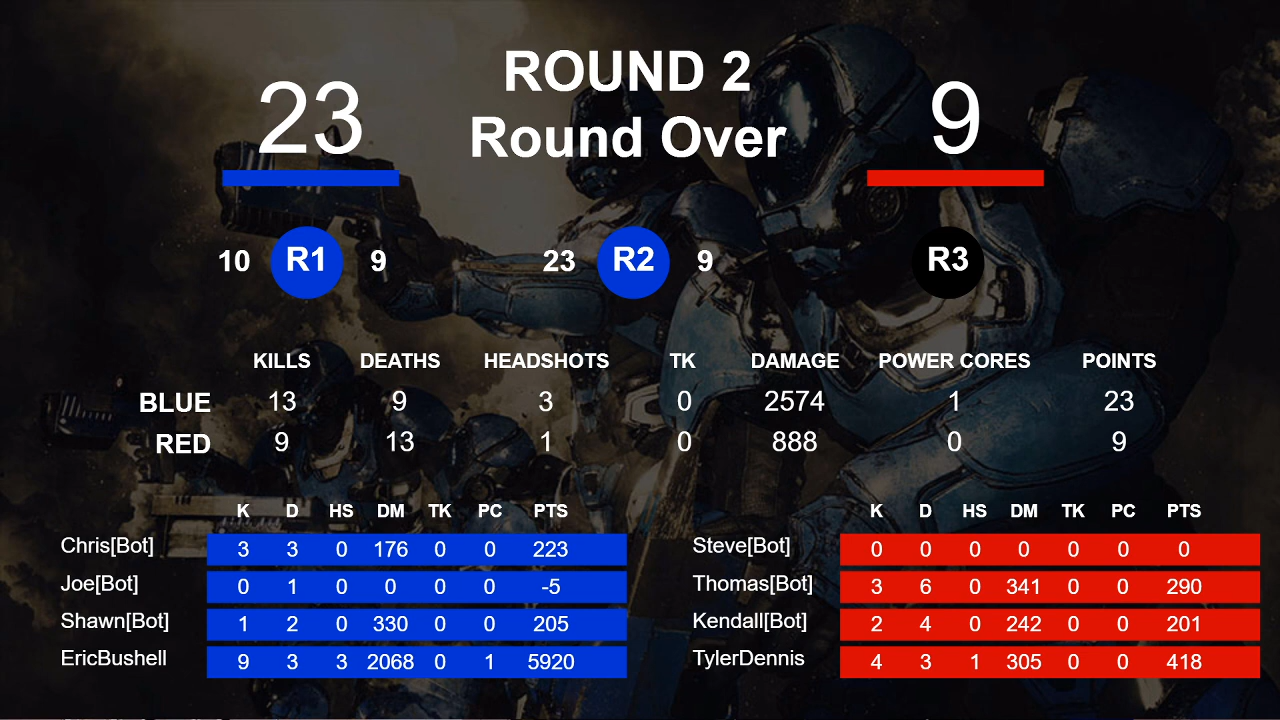 ROUND 2
Round Over
23
9
10 R1 9
23 R2 9
R3
KILLS DEATHS HEADSHOTS TK DAMAGE POWER CORES POINTS
BLUE 13 9 3 0 2574 1 23
RED 9 13 1 0 888 0 9
K D HS DM TK PC PTS
Chris[Bot] 3 3 0 176 0 0 223
Joe[Bot] 0 1 0 0 0 0 -5
Shawn[Bot] 1 2 0 330 0 0 205
EricBushell 9 3 3 2068 0 1 5920
K D HS DM TK PC PTS
Steve[Bot] 0 0 0 0 0 0 0
Thomas[Bot] 3 6 0 341 0 0 290
Kendall[Bot] 2 4 0 242 0 0 201
TylerDennis 4 3 1 305 0 0 418